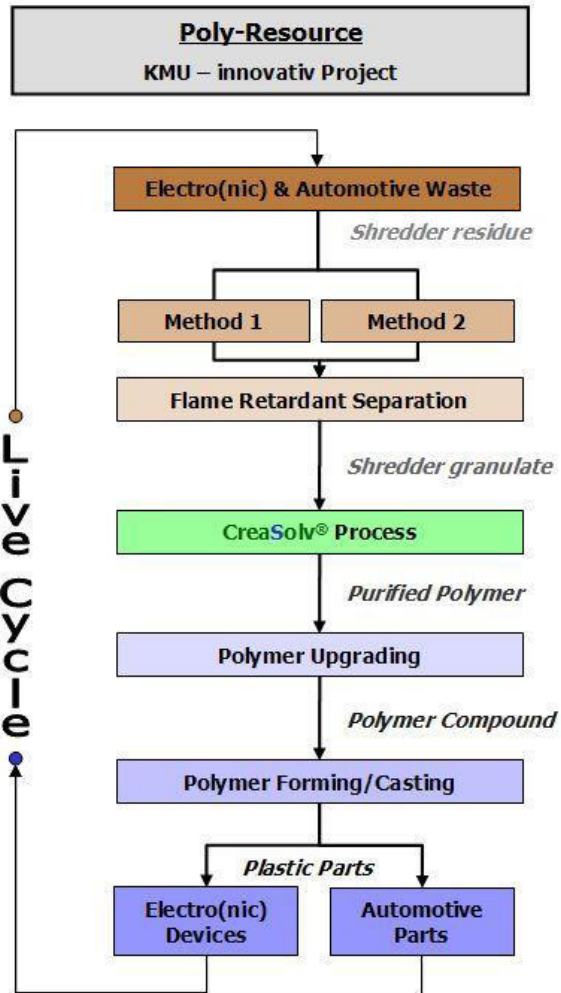 Poly-Resource
KMU – innovativ Project
Electro(nic) & Automotive Waste
Shredder residue
Method 1
Method 2
Flame Retardant Separation
Shredder granulate
CreaSolv® Process
Purified Polymer
Polymer Upgrading
Polymer Compound
Polymer Forming/Casting
Plastic Parts
Electro(nic)
Devices
Automotive
Parts
Live Cycle